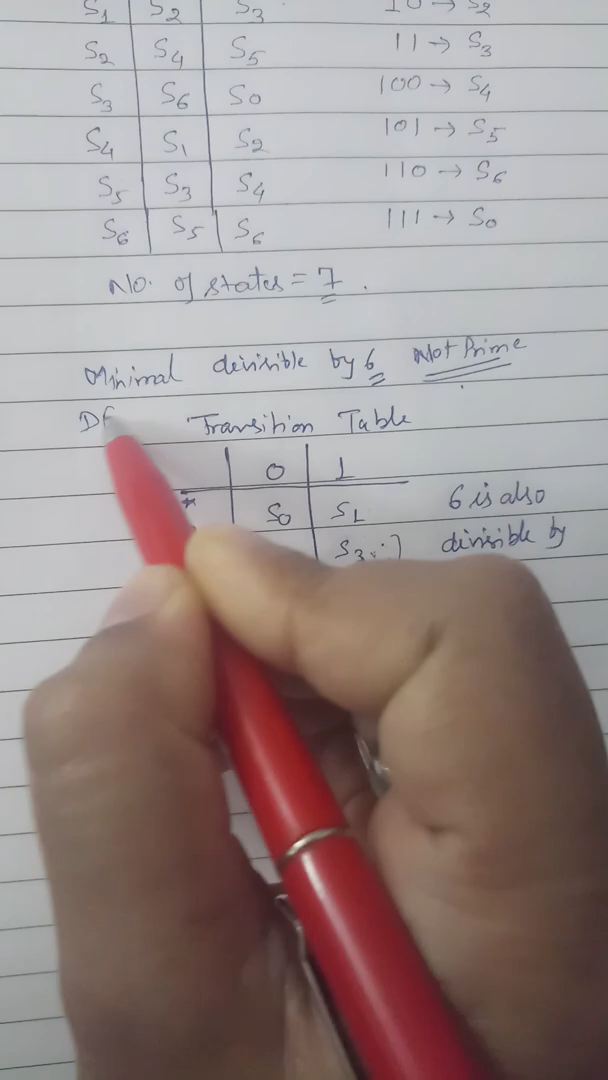 S1 S2 S3
10 → S2
S2 S4 S5 11 → S3
S3 S6 S0 100 → S4
S4 S1 S2 101 → S5
S5 S3 S4 110 → S6
S6 S5 S6 111 → S0
No. of states = 7.
Minimal divisible by 6 Not Prime
DF Transition Table
0 1
* S0 S1 6 is also
S3 divisible by